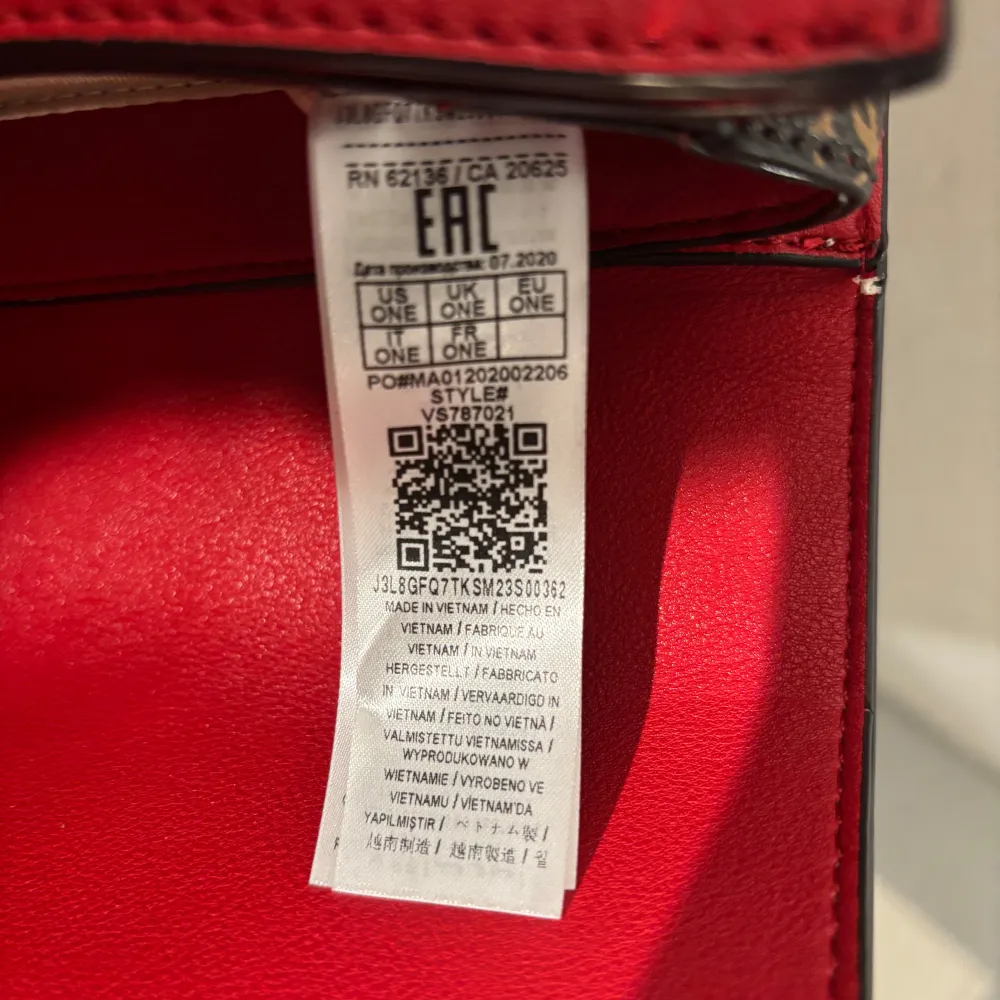 RN 62136 / CA 20625
EAC
Дата производства: 07.2020
US ONE UK ONE EU ONE
IT ONE FR ONE
PO#MA01202002206
STYLE#
VS787021
J3L8GFQ7TKSM23S00362
MADE IN VIETNAM / HECHO EN
VIETNAM / FABRIQUE AU
VIETNAM / IN VIETNAM
HERGESTELLT / FABBRICATO
IN VIETNAM / VERVAARDIGD IN
VIETNAM / FEITO NO VIETNÃ /
VALMISTETTU VIETNAMISSA /
WYPRODUKOWANO W
WIETNAMIE / VYROBENO VE
VIETNAMU / VİETNAM'DA
YAPILMIŞTIR / ベトナム製 /
越南制造 / 越南製造 /